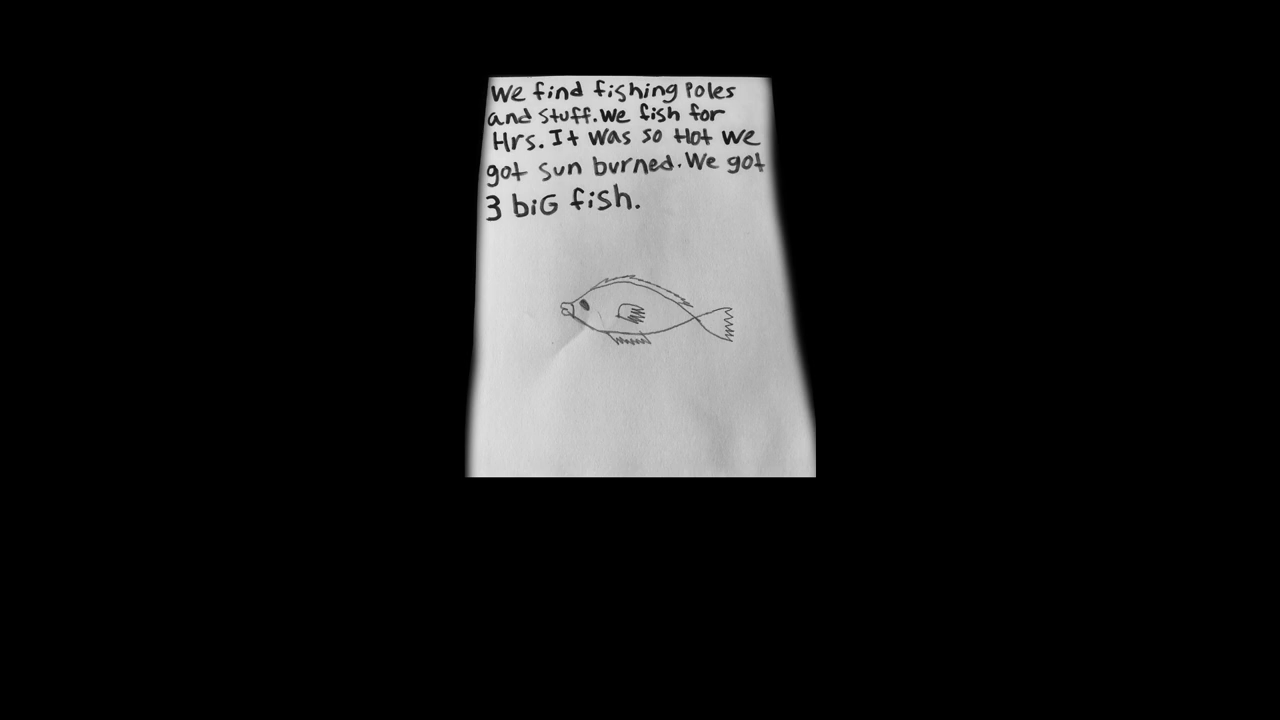 We find fishing Poles
and stuff. We fish for
Hrs. It was so Hot we
got sun burned. We got
3 biG fish.